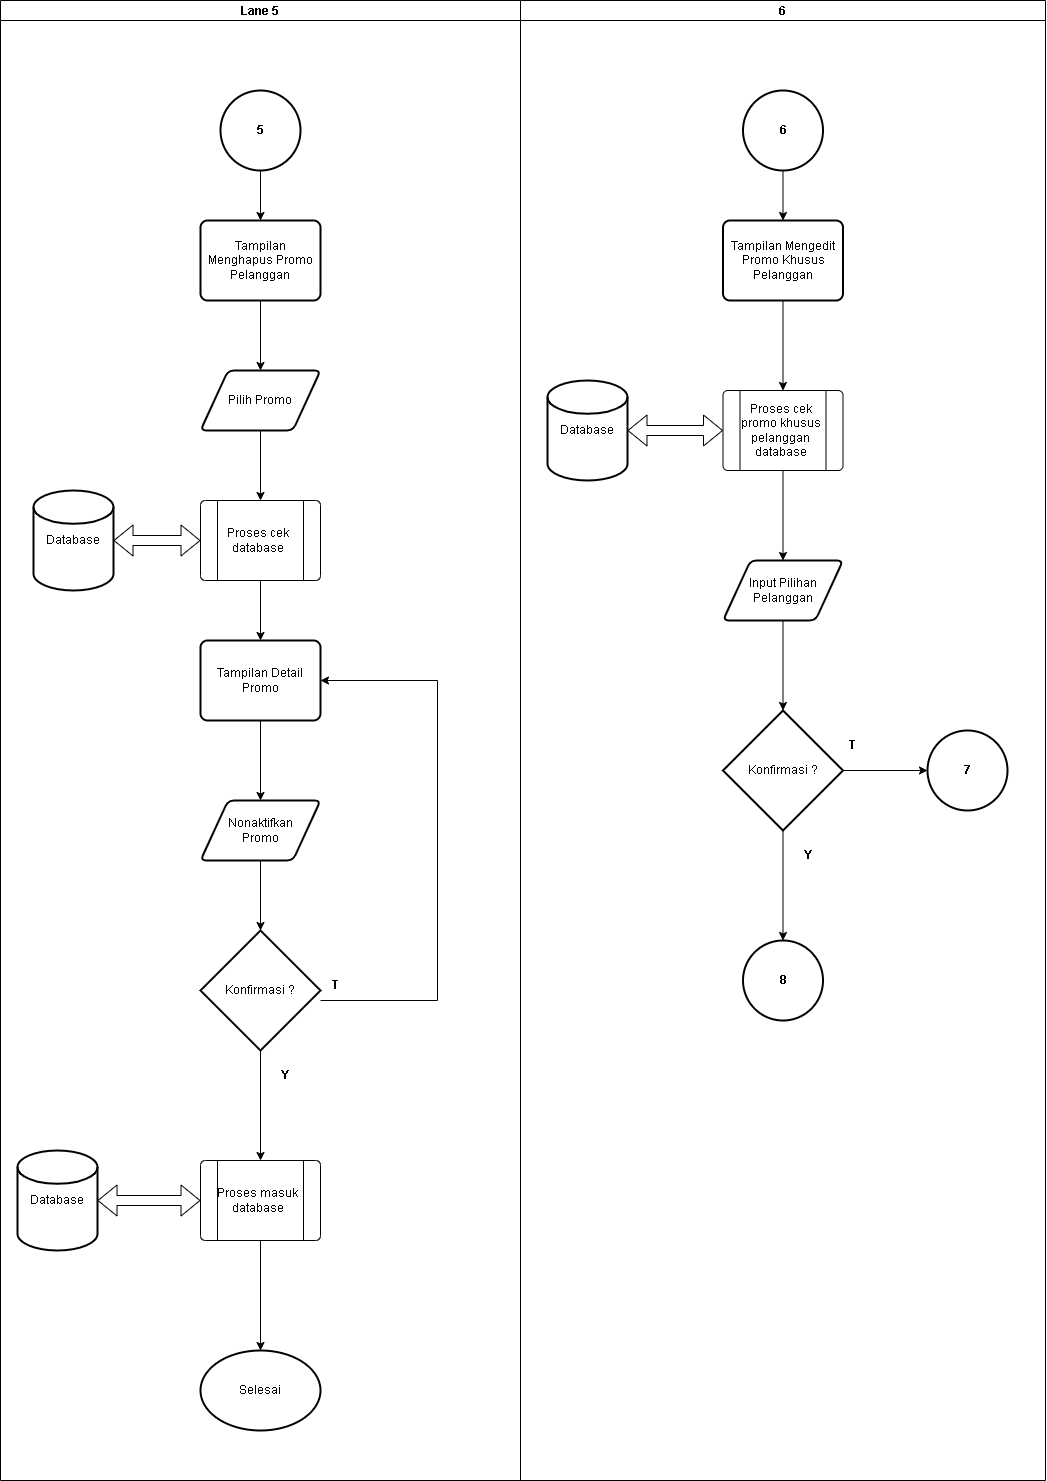 Lane 5
5
Tampilan
Menghapus Promo
Pelanggan
Pilih Promo
Database
Proses cek
database
Tampilan Detail
Promo
Nonaktifkan
Promo
Konfirmasi ?
T
Y
Database
Proses masuk
database
Selesai
6
6
Tampilan Mengedit
Promo Khusus
Pelanggan
Database
Proses cek
promo khusus
pelanggan
database
Input Pilihan
Pelanggan
Konfirmasi ?
T
7
Y
8